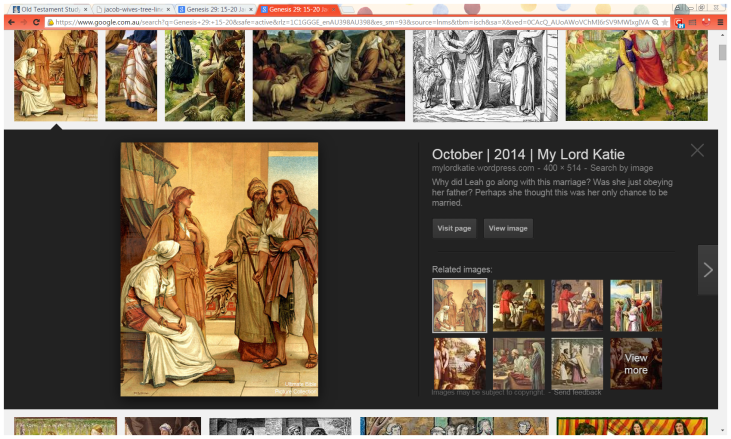 Old Testament Study
jacob-wives-tree-line
Genesis 29: 15-20 Ja
Genesis 29: 15-20 Ja
https://www.google.com.au/search?q=Genesis+29:+15-20&safe=active&rlz=1C1GGGE_enAU398AU398&es_sm=93&source=lnms&tbm=isch&sa=X&ved=0CAcQ_AUoAWoVChMI
October | 2014 | My Lord Katie
mylordkatie.wordpress.com - 400 × 514 - Search by image
Why did Leah go along with this marriage? Was she just obeying
her father? Perhaps she thought this was her only chance to be
married.
Visit page
View image
Related images:
View
more
Images may be subject to copyright. - Send feedback